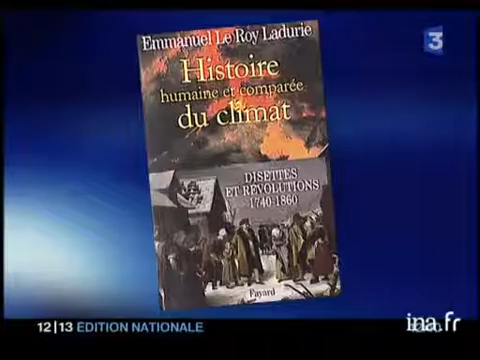 Emmanuel Le Roy Ladurie
3
Histoire
humaine et comparée
du climat
DISETTES
ET RÉVOLUTIONS
1740-1860
Fayard
12|13 ÉDITION NATIONALE
ina.fr